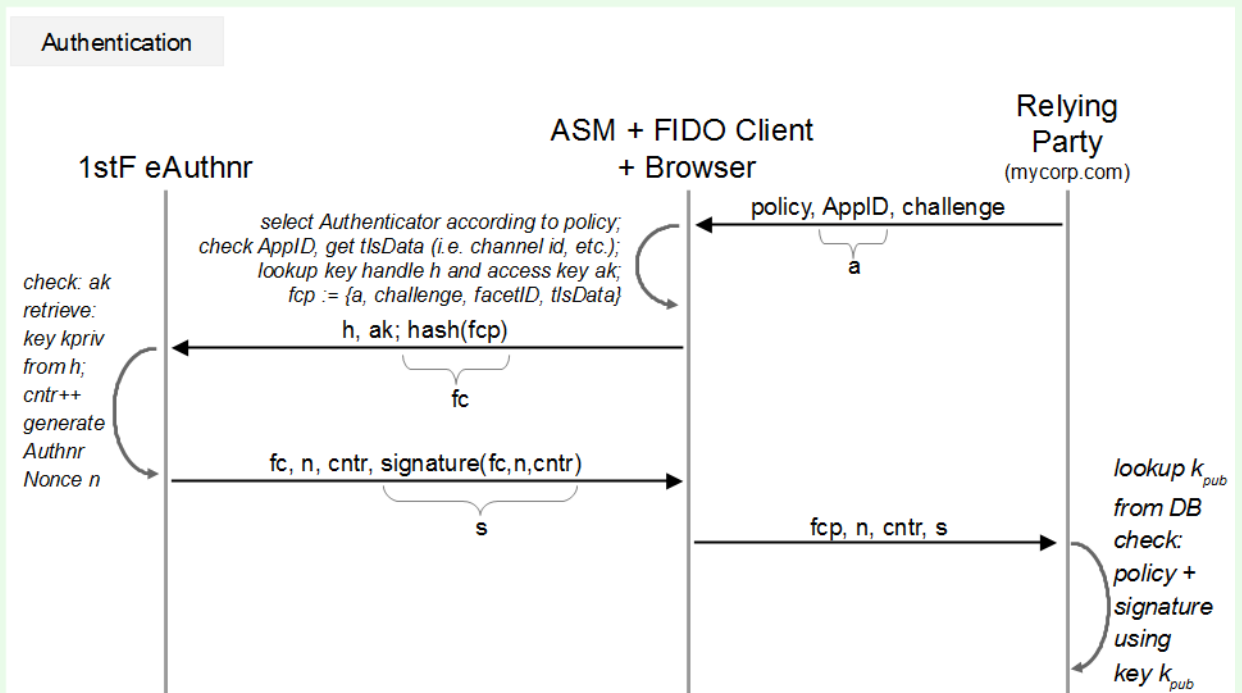 Authentication
1stF eAuthnr
ASM + FIDO Client
+ Browser
Relying
Party
(mycorp.com)
policy, AppID, challenge
a
select Authenticator according to policy;
check AppID, get tlsData (i.e. channel id, etc.);
lookup key handle h and access key ak;
fcp := {a, challenge, facetID, tlsData}
h, ak; hash(fcp)
fc
check: ak
retrieve:
key kpriv
from h;
cntr++
generate
Authnr
Nonce n
fc, n, cntr, signature(fc,n,cntr)
s
fcp, n, cntr, s
lookup kpub
from DB
check:
policy +
signature
using
key kpub